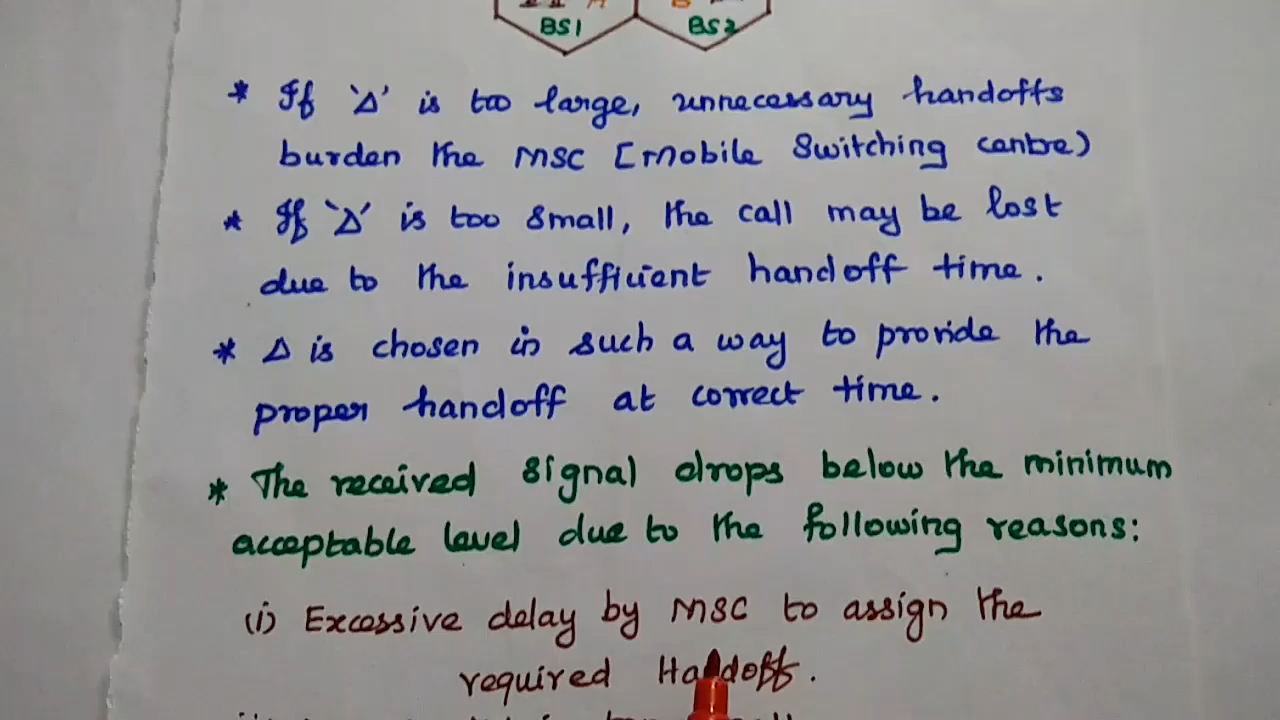 BS1 BS2
* If 'Δ' is too large, unnecessary handoffs
burden the MSC [Mobile Switching centre)
* If 'Δ' is too small, the call may be lost
due to the insufficient handoff time.
* Δ is chosen in such a way to provide the
proper handoff at correct time.
* The received signal drops below the minimum
acceptable level due to the following reasons:
(i) Excessive delay by MSC to assign the
required Handoff.